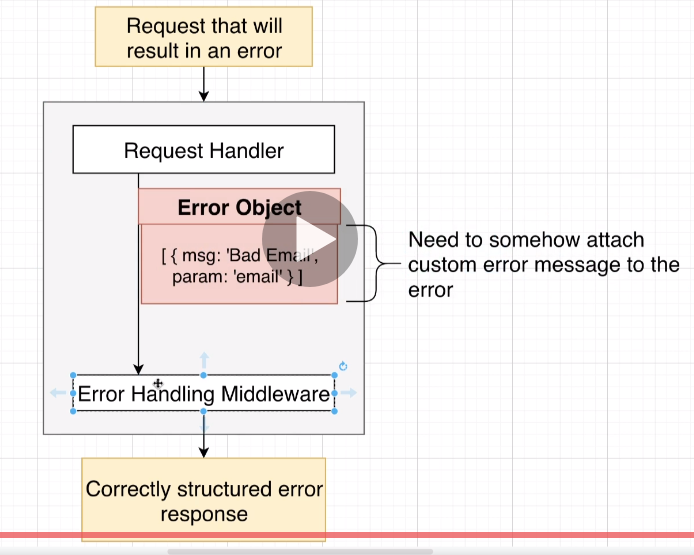 Request that will
result in an error
Request Handler
Error Object
[ { msg: 'Bad Email',
param: 'email' } ]
Need to somehow attach
custom error message to the
error
Error Handling Middleware
Correctly structured error
response